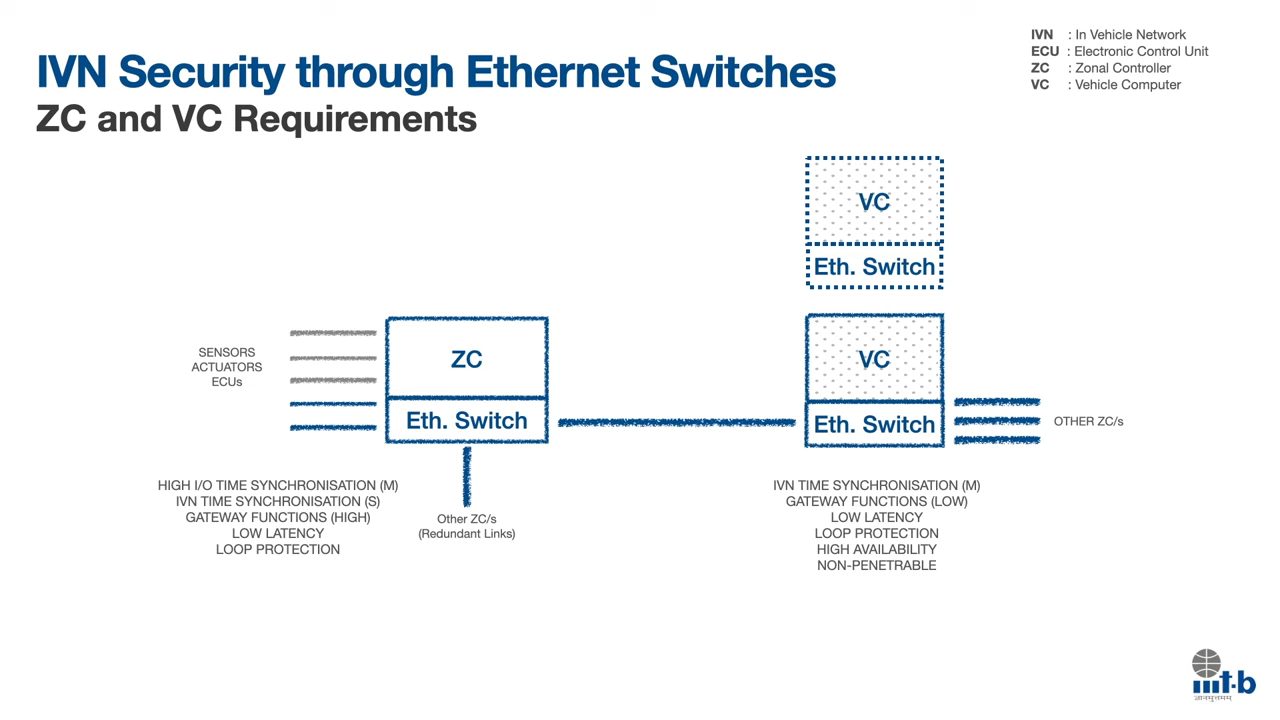 IVN Security through Ethernet Switches
ZC and VC Requirements
IVN : In Vehicle Network
ECU : Electronic Control Unit
ZC : Zonal Controller
VC : Vehicle Computer
VC
Eth. Switch
SENSORS
ACTUATORS
ECUs
ZC
Eth. Switch
VC
Eth. Switch
OTHER ZC/s
HIGH I/O TIME SYNCHRONISATION (M)
IVN TIME SYNCHRONISATION (S)
GATEWAY FUNCTIONS (HIGH)
LOW LATENCY
LOOP PROTECTION
Other ZC/s
(Redundant Links)
IVN TIME SYNCHRONISATION (M)
GATEWAY FUNCTIONS (LOW)
LOW LATENCY
LOOP PROTECTION
HIGH AVAILABILITY
NON-PENETRABLE
iiit-b
ज्ञानमुत्तमम्